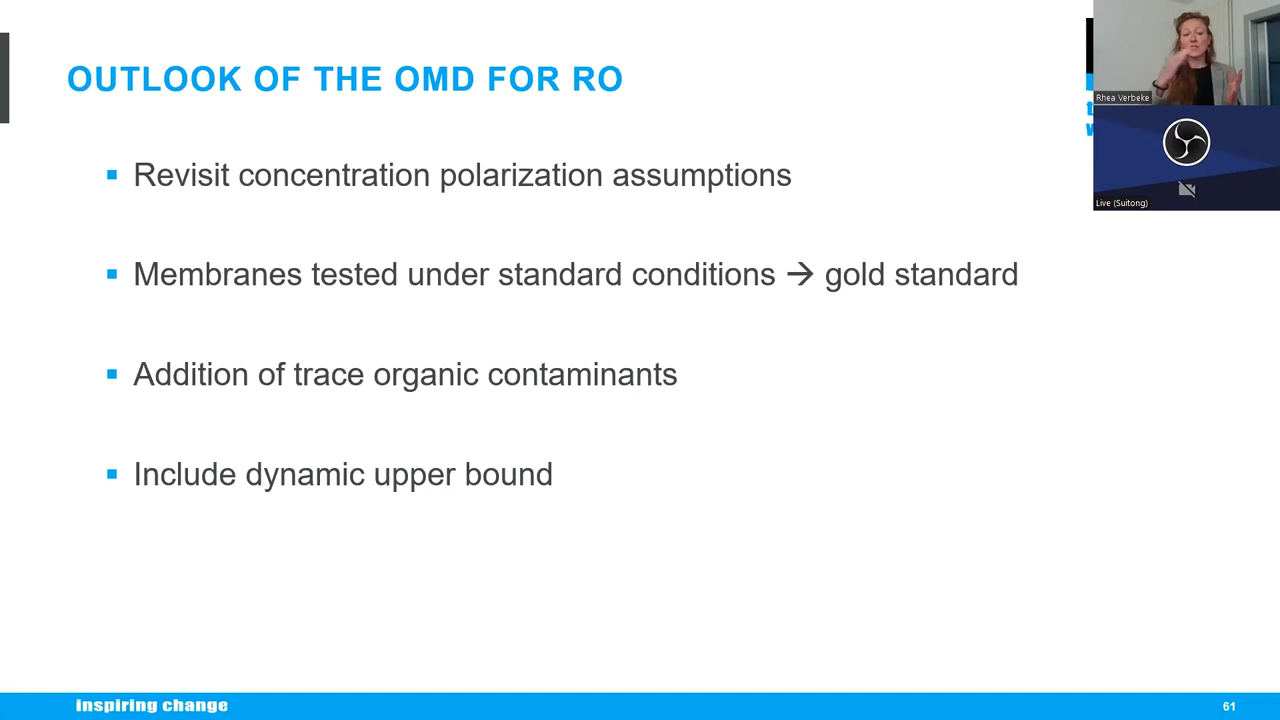 OUTLOOK OF THE OMD FOR RO
Revisit concentration polarization assumptions
Membranes tested under standard conditions → gold standard
Addition of trace organic contaminants
Include dynamic upper bound
Rhea Verbeke
Live (Suitong)
inspiring change
61